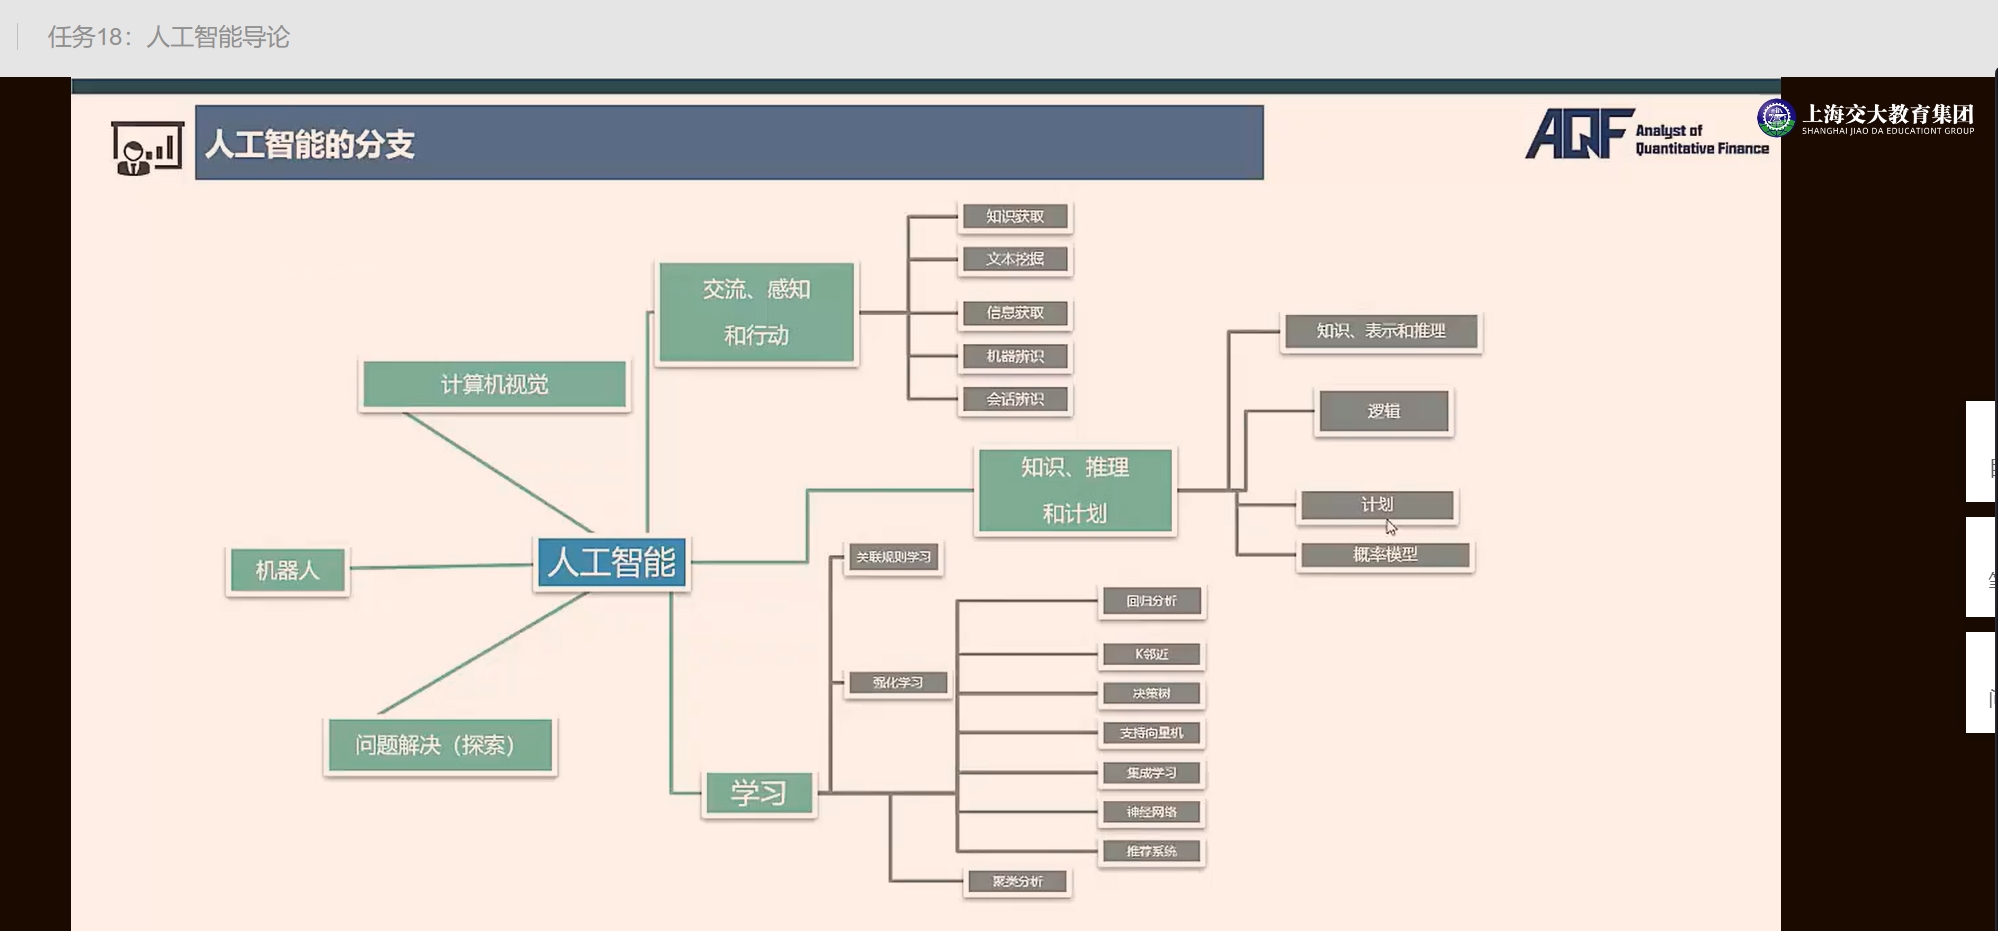 任务18：人工智能导论
人工智能的分支
AQF
Analyst of
Quantitative Finance
上海交大教育集团
SHANGHAI JIAO DA EDUCATIONT GROUP
知识获取
文本挖掘
信息获取
机器辨识
会话辨识
交流、感知
和行动
计算机视觉
知识、表示和推理
逻辑
计划
概率模型
知识、推理
和计划
机器人
人工智能
关联规则学习
回归分析
K邻近
强化学习
决策树
支持向量机
集成学习
神经网络
推荐系统
问题解决（探索）
学习
聚类分析